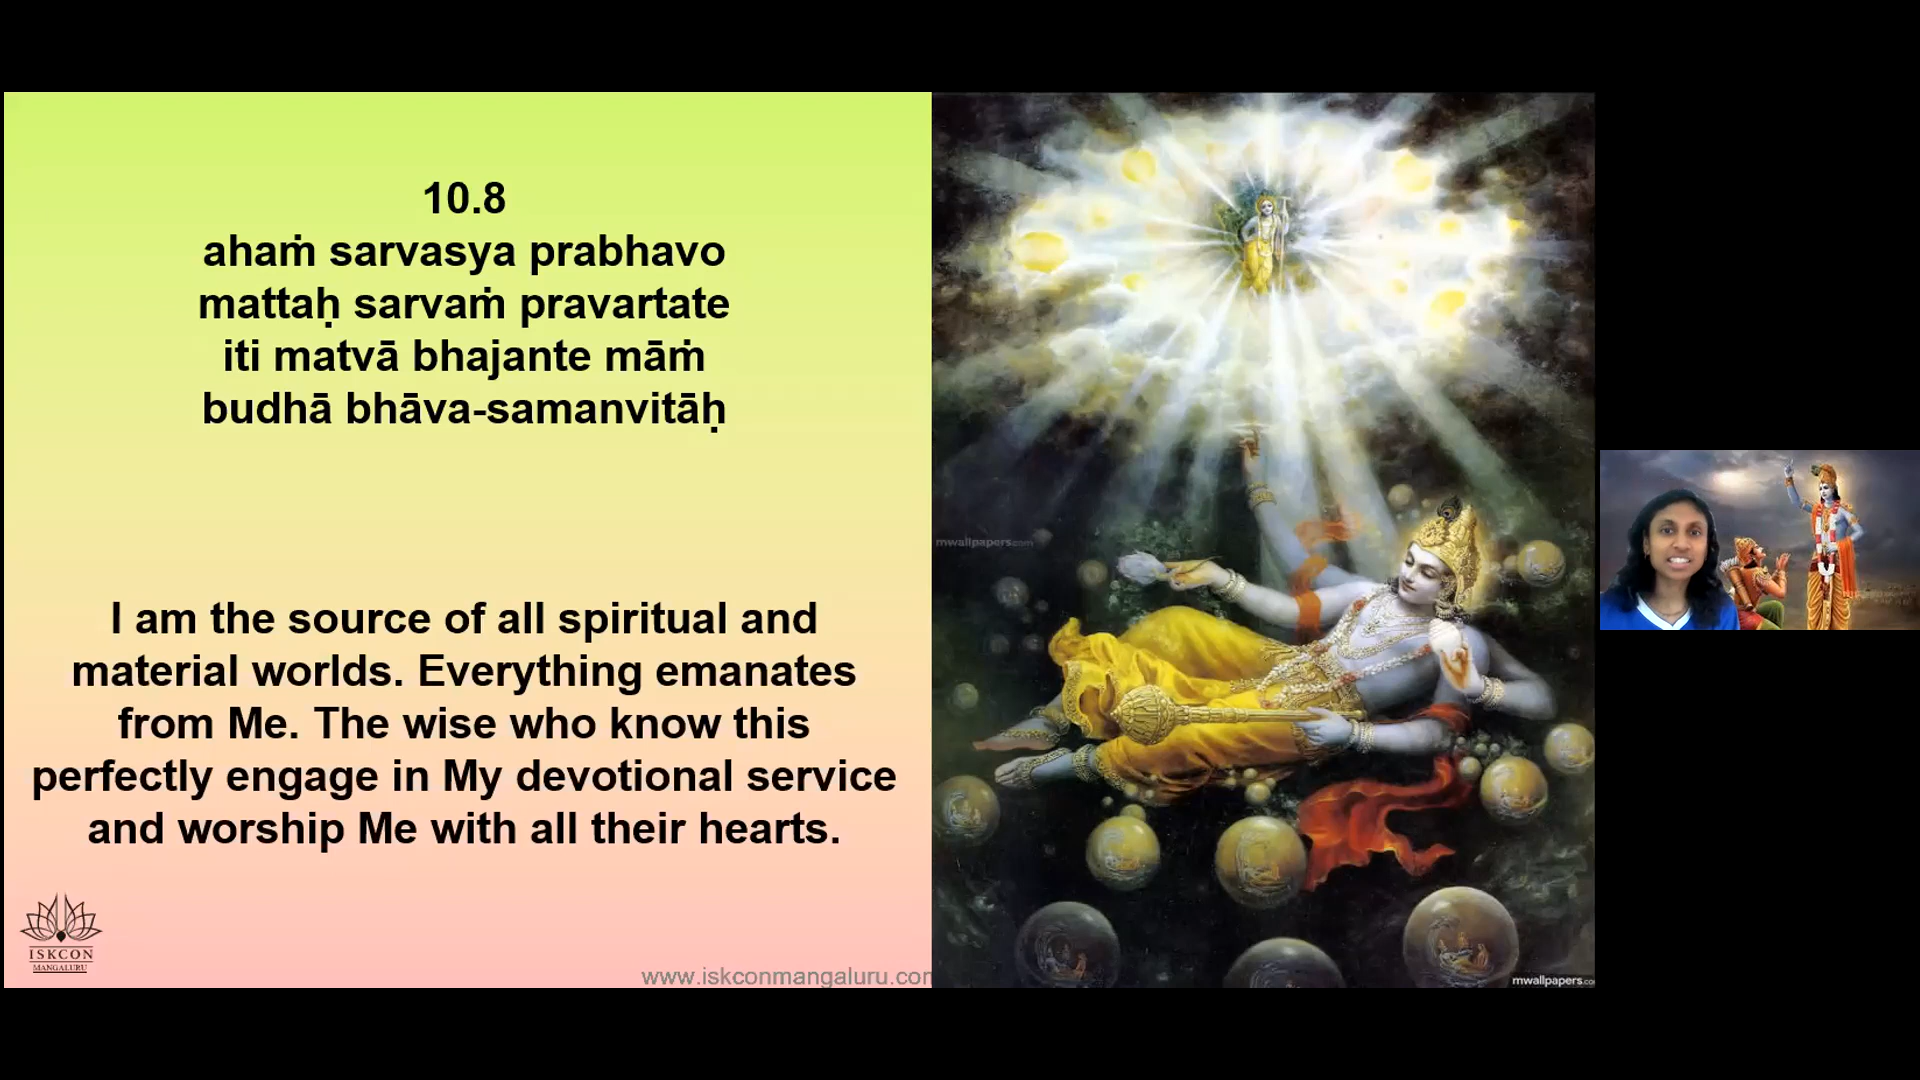 10.8
ahaṁ sarvasya prabhavo
mattaḥ sarvaṁ pravartate
iti matvā bhajante māṁ
budhā bhāva-samanvitāḥ
I am the source of all spiritual and
material worlds. Everything emanates
from Me. The wise who know this
perfectly engage in My devotional service
and worship Me with all their hearts.
ISKCON
MANGALURU
www.iskconmangaluru.com
mwallpapers.com
mwallpapers.co